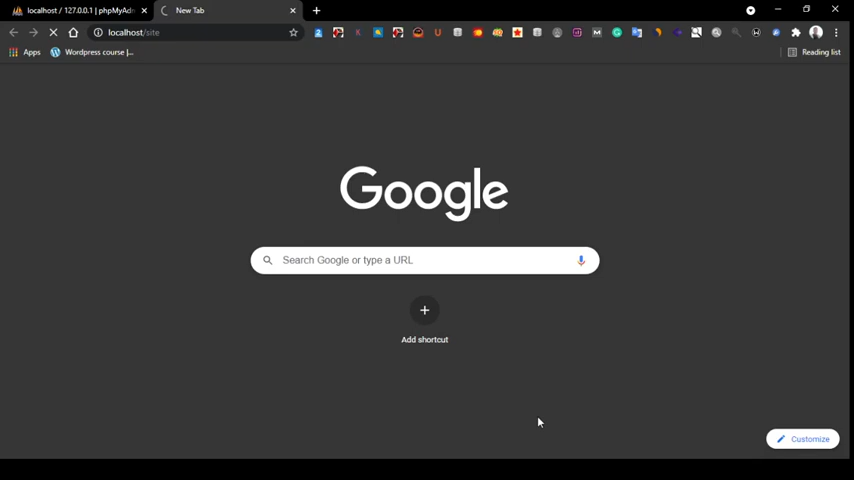 localhost / 127.0.0.1 | phpMyAdm
New Tab
localhost/site
Apps
Wordpress course |...
Reading list
Google
Search Google or type a URL
Add shortcut
Customize